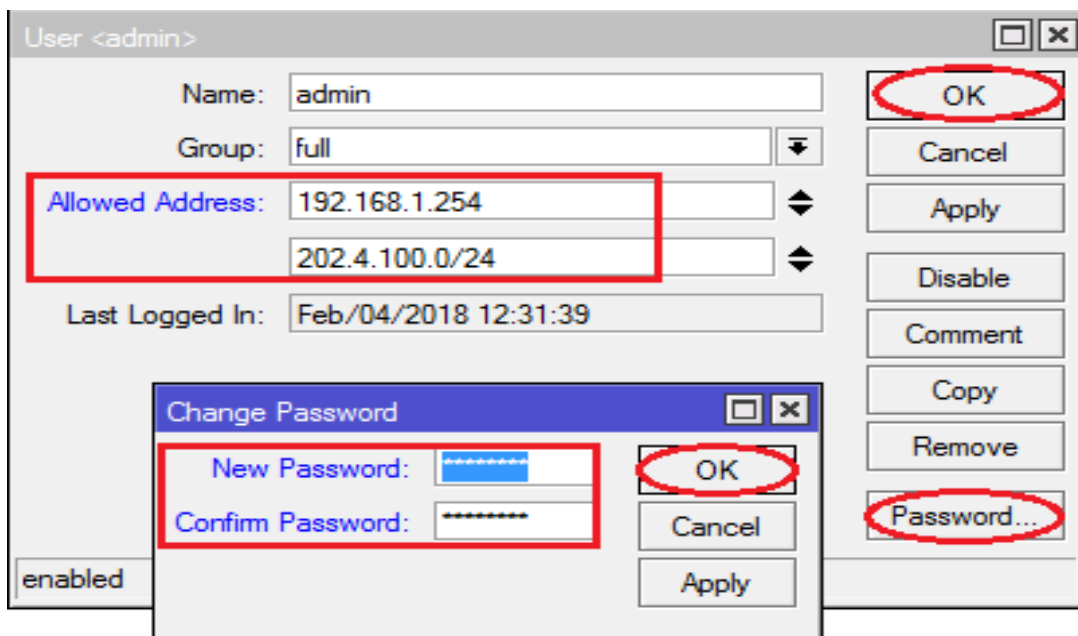 User <admin>
Name: admin
OK
Group: full
Cancel
Allowed Address: 192.168.1.254
Apply
202.4.100.0/24
Disable
Last Logged In: Feb/04/2018 12:31:39
Comment
Copy
Change Password
Remove
New Password: ********
OK
Password...
Confirm Password: ********
Cancel
enabled
Apply